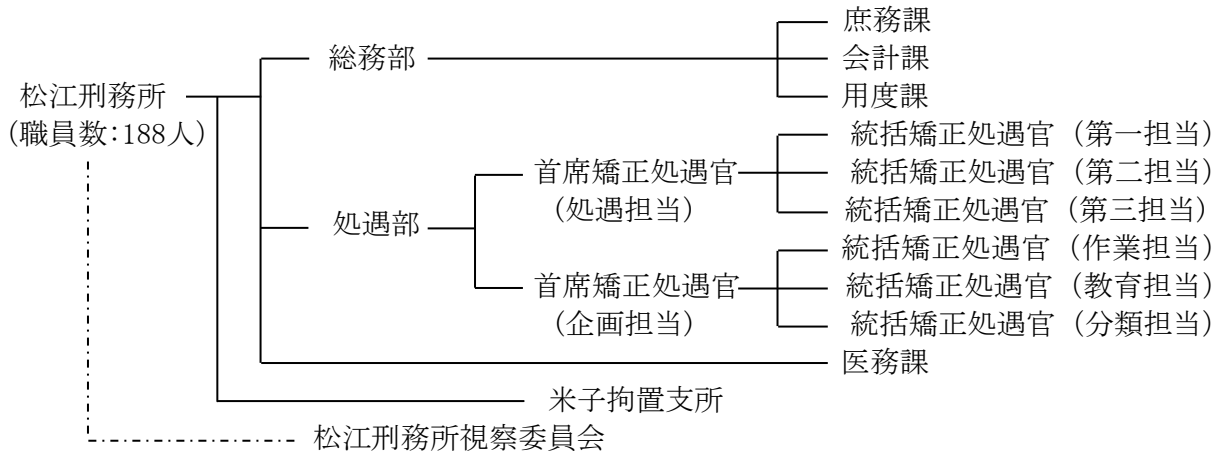 松江刑務所
（職員数：188人）
総務部
庶務課
会計課
用度課
処遇部
首席矯正処遇官
（処遇担当）
統括矯正処遇官（第一担当）
統括矯正処遇官（第二担当）
統括矯正処遇官（第三担当）
首席矯正処遇官
（企画担当）
統括矯正処遇官（作業担当）
統括矯正処遇官（教育担当）
統括矯正処遇官（分類担当）
医務課
米子拘置支所
松江刑務所視察委員会